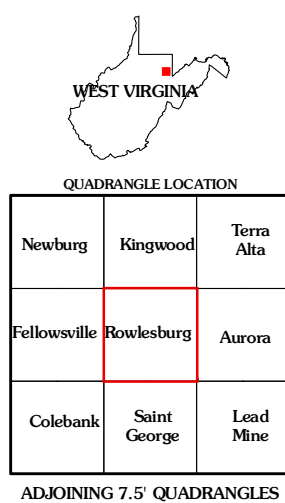 WEST VIRGINIA
QUADRANGLE LOCATION
Newburg
Kingwood
Terra
Alta
Fellowsville
Rowlesburg
Aurora
Colebank
Saint
George
Lead
Mine
ADJOINING 7.5' QUADRANGLES